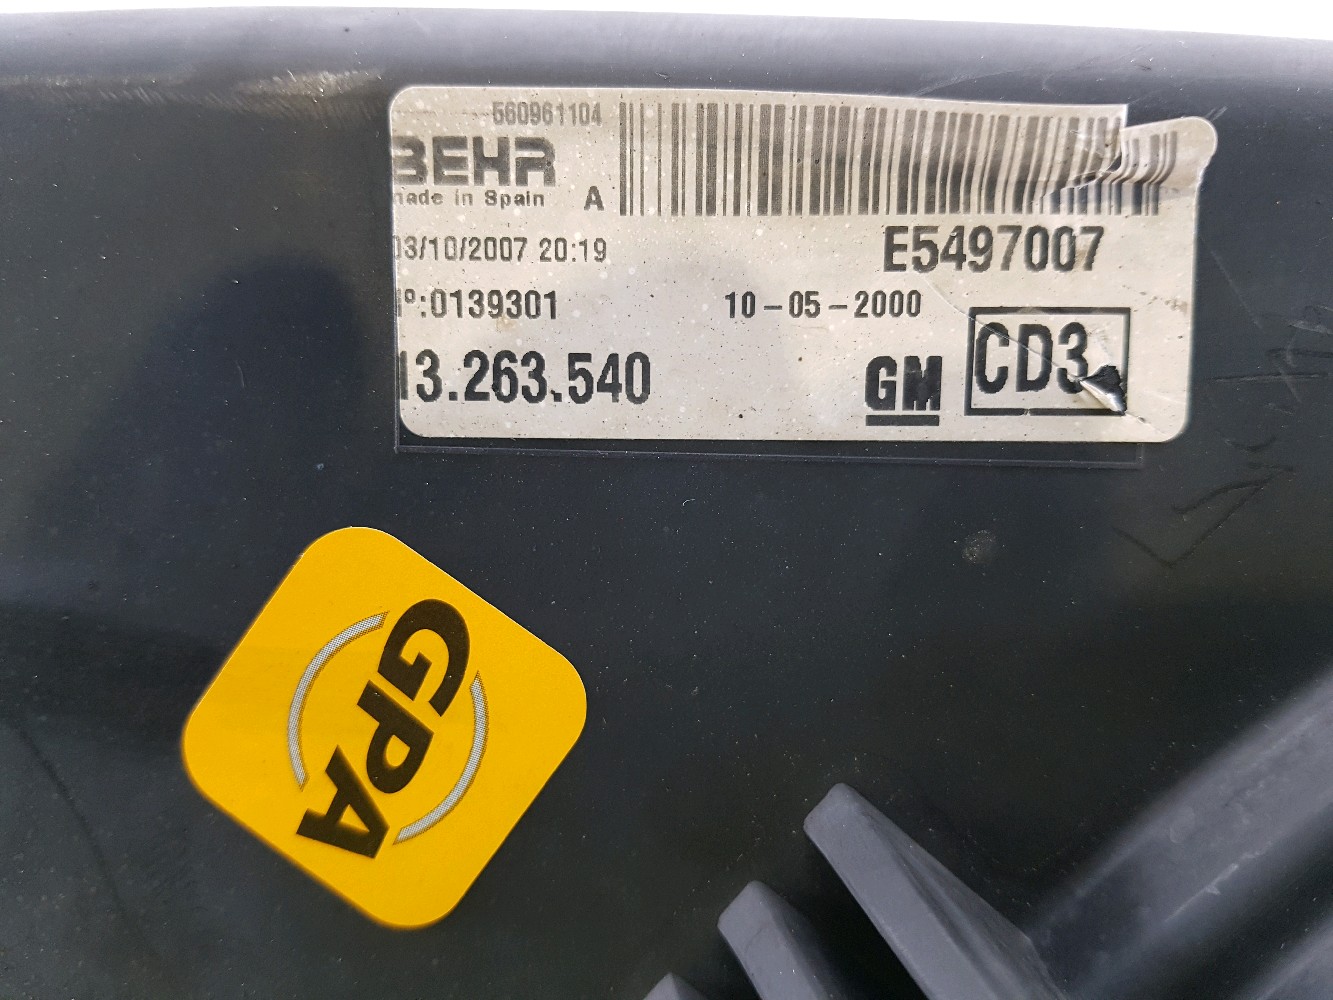 560961104
BEHR
made in Spain A
03/10/2007 20:19
E5497007
Nº:0139301 10-05-2000
13.263.540
GM CD3
GPA